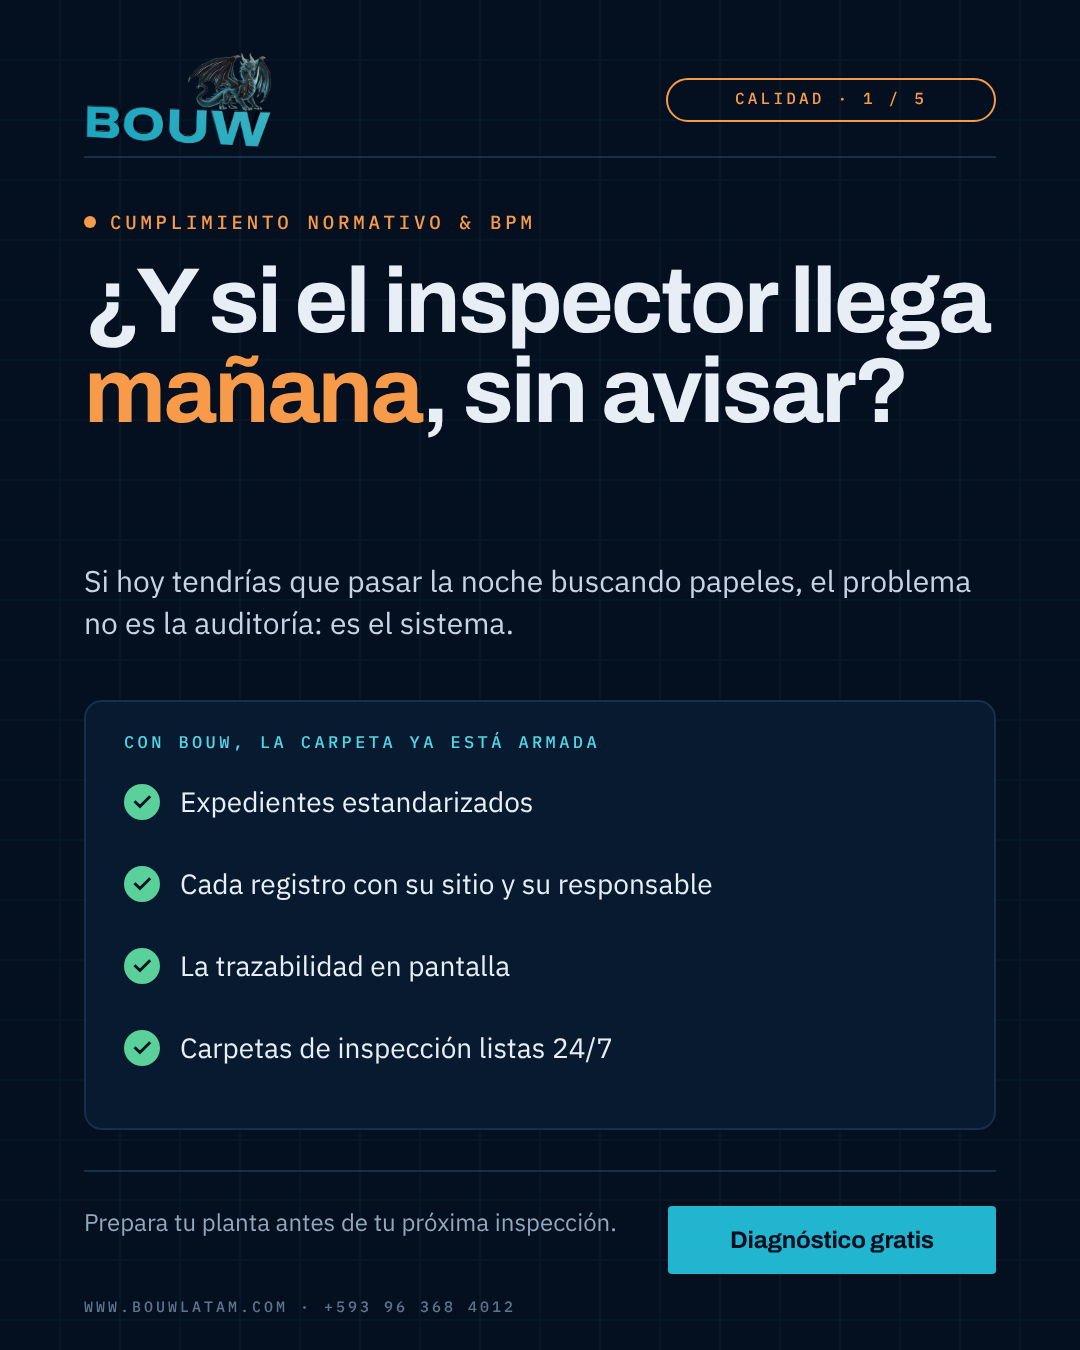 BOUW
CALIDAD · 1 / 5
CUMPLIMIENTO NORMATIVO & BPM
¿Y si el inspector llega
mañana, sin avisar?
Si hoy tendrías que pasar la noche buscando papeles, el problema
no es la auditoría: es el sistema.
CON BOUW, LA CARPETA YA ESTÁ ARMADA
Expedientes estandarizados
Cada registro con su sitio y su responsable
La trazabilidad en pantalla
Carpetas de inspección listas 24/7
Prepara tu planta antes de tu próxima inspección.
Diagnóstico gratis
WWW.BOUWLATAM.COM · +593 96 368 4012